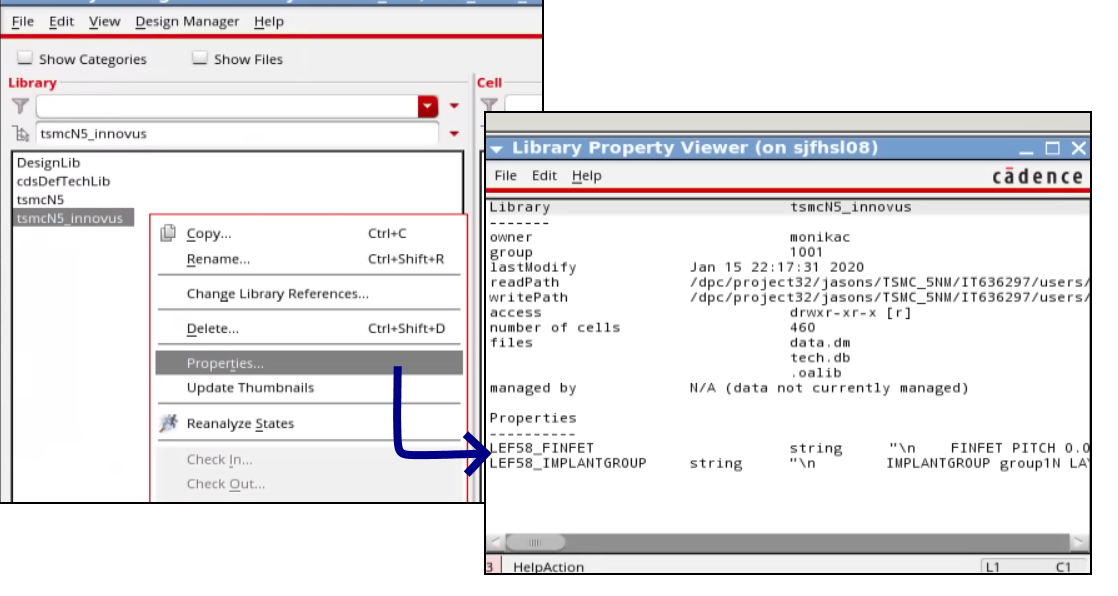 File Edit View Design Manager Help
Show Categories Show Files
Library
Cell
tsmcN5_innovus
DesignLib
cdsDefTechLib
tsmcN5
tsmcN5_innovus
Copy... Ctrl+C
Rename... Ctrl+Shift+R
Change Library References...
Delete... Ctrl+Shift+D
Properties...
Update Thumbnails
Reanalyze States
Check In...
Check Out...
Library Property Viewer (on sjfhsl08)
File Edit Help cādence
Library tsmcN5_innovus
-------
owner monikac
group 1001
lastModify Jan 15 22:17:31 2020
readPath /dpc/project32/jasons/TSMC_5NM/IT636297/users/
writePath /dpc/project32/jasons/TSMC_5NM/IT636297/users/
access drwxr-xr-x [r]
number of cells 460
files data.dm
tech.db
.oalib
managed by N/A (data not currently managed)
Properties
----------
LEF58_FINFET string "\n FINFET PITCH 0.0
LEF58_IMPLANTGROUP string "\n IMPLANTGROUP group1N LA
3 HelpAction L1 C1